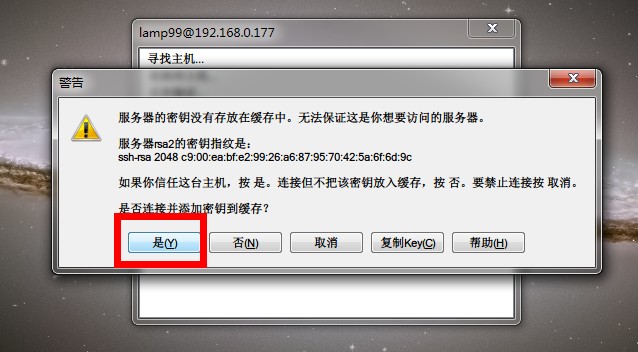 lamp99@192.168.0.177
寻找主机...
警告
服务器的密钥没有存放在缓存中。无法保证这是你想要访问的服务器。
服务器rsa2的密钥指纹是：
ssh-rsa 2048 c9:00:ea:bf:e2:99:26:a6:87:95:70:42:5a:6f:6d:9c
如果你信任这台主机，按 是。连接但不把该密钥放入缓存，按 否。要禁止连接按 取消。
是否连接并添加密钥到缓存？
是(Y) 否(N) 取消 复制Key(C) 帮助(H)